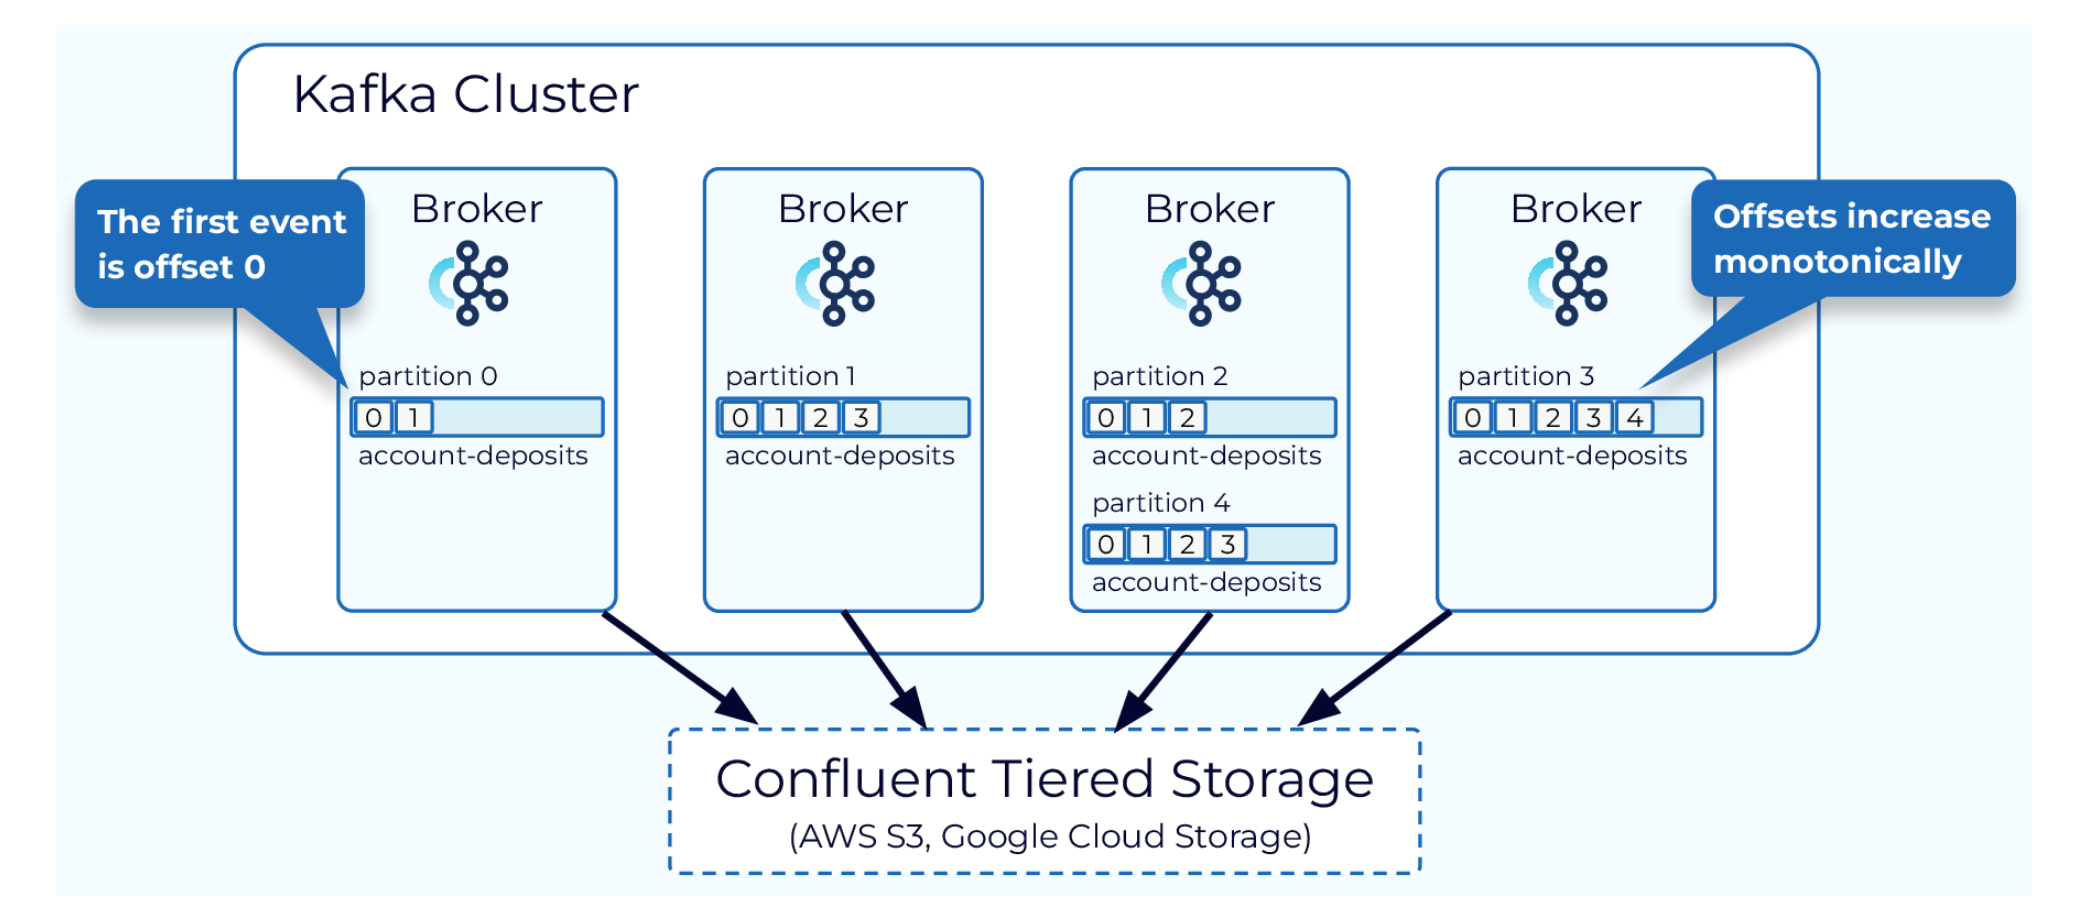 Kafka Cluster
The first event
is offset 0
Broker
partition 0
0 1
account-deposits
Broker
partition 1
0 1 2 3
account-deposits
Broker
partition 2
0 1 2
account-deposits
partition 4
0 1 2 3
account-deposits
Broker
partition 3
0 1 2 3 4
account-deposits
Offsets increase
monotonically
Confluent Tiered Storage
(AWS S3, Google Cloud Storage)